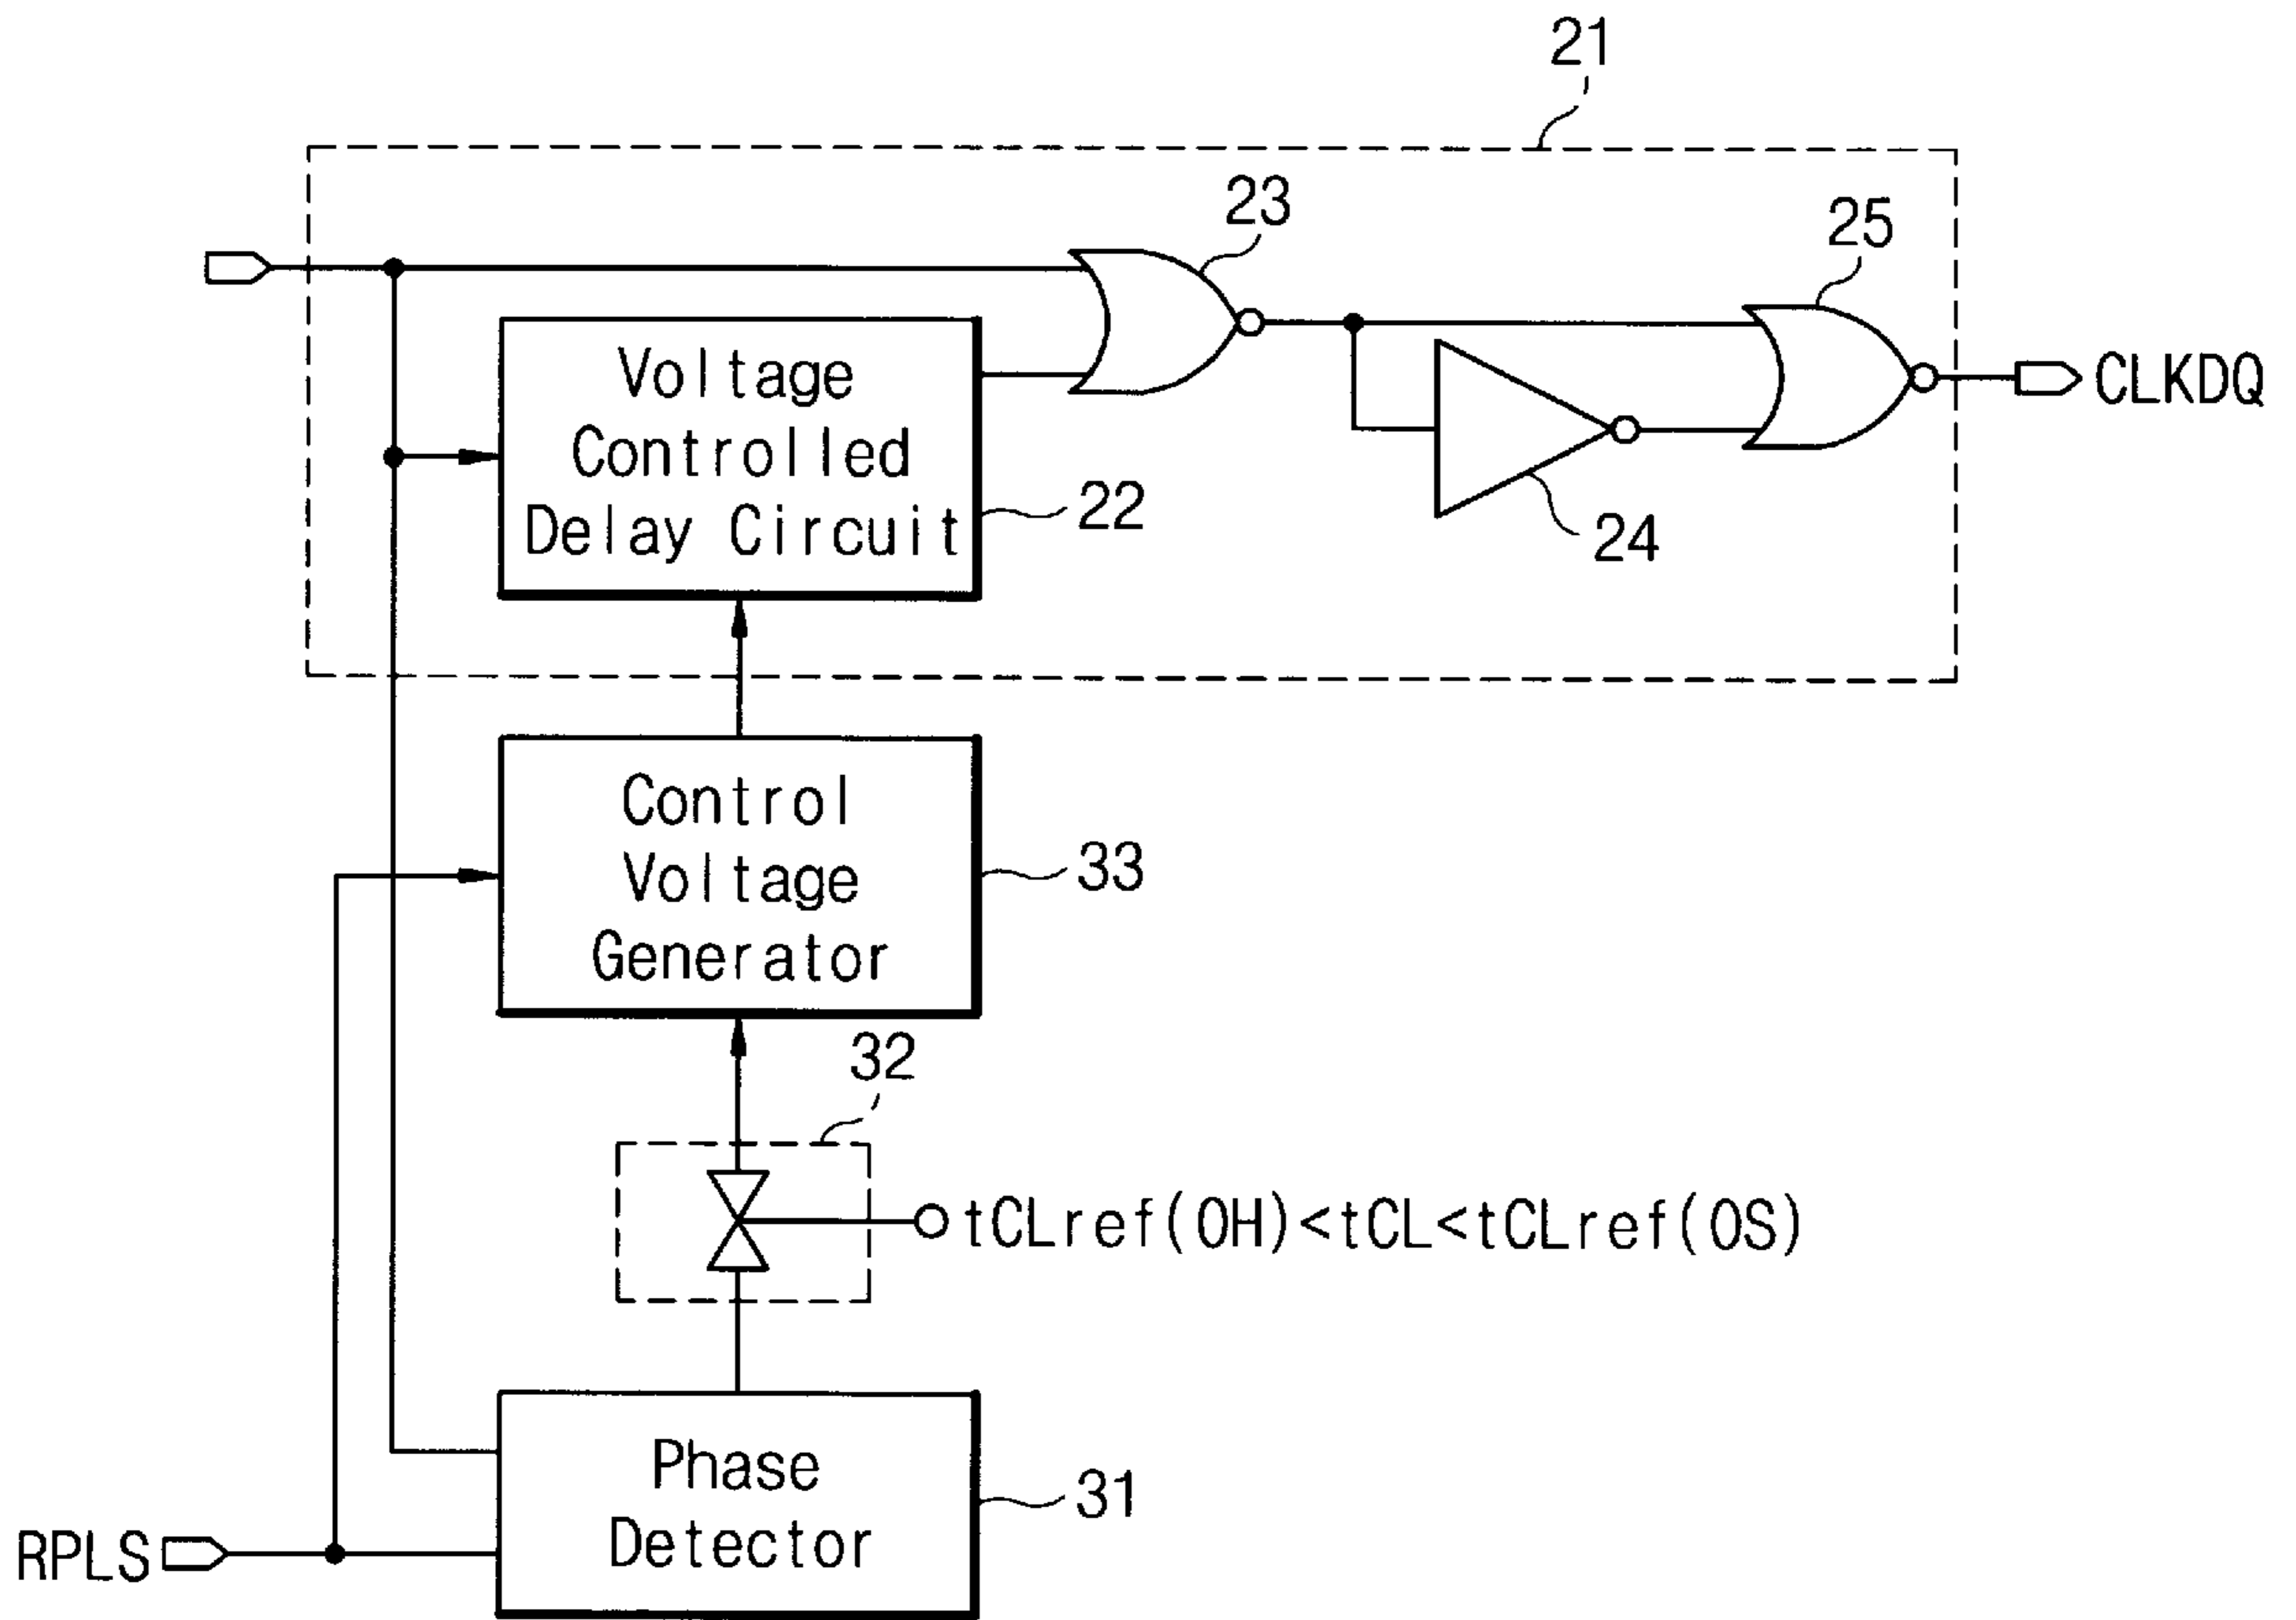 21
23
25
Voltage
Controlled
Delay Circuit
22
24
CLKDQ
Control
Voltage
Generator
33
32
tCLref(OH)<tCL<tCLref(OS)
Phase
Detector
31
RPLS